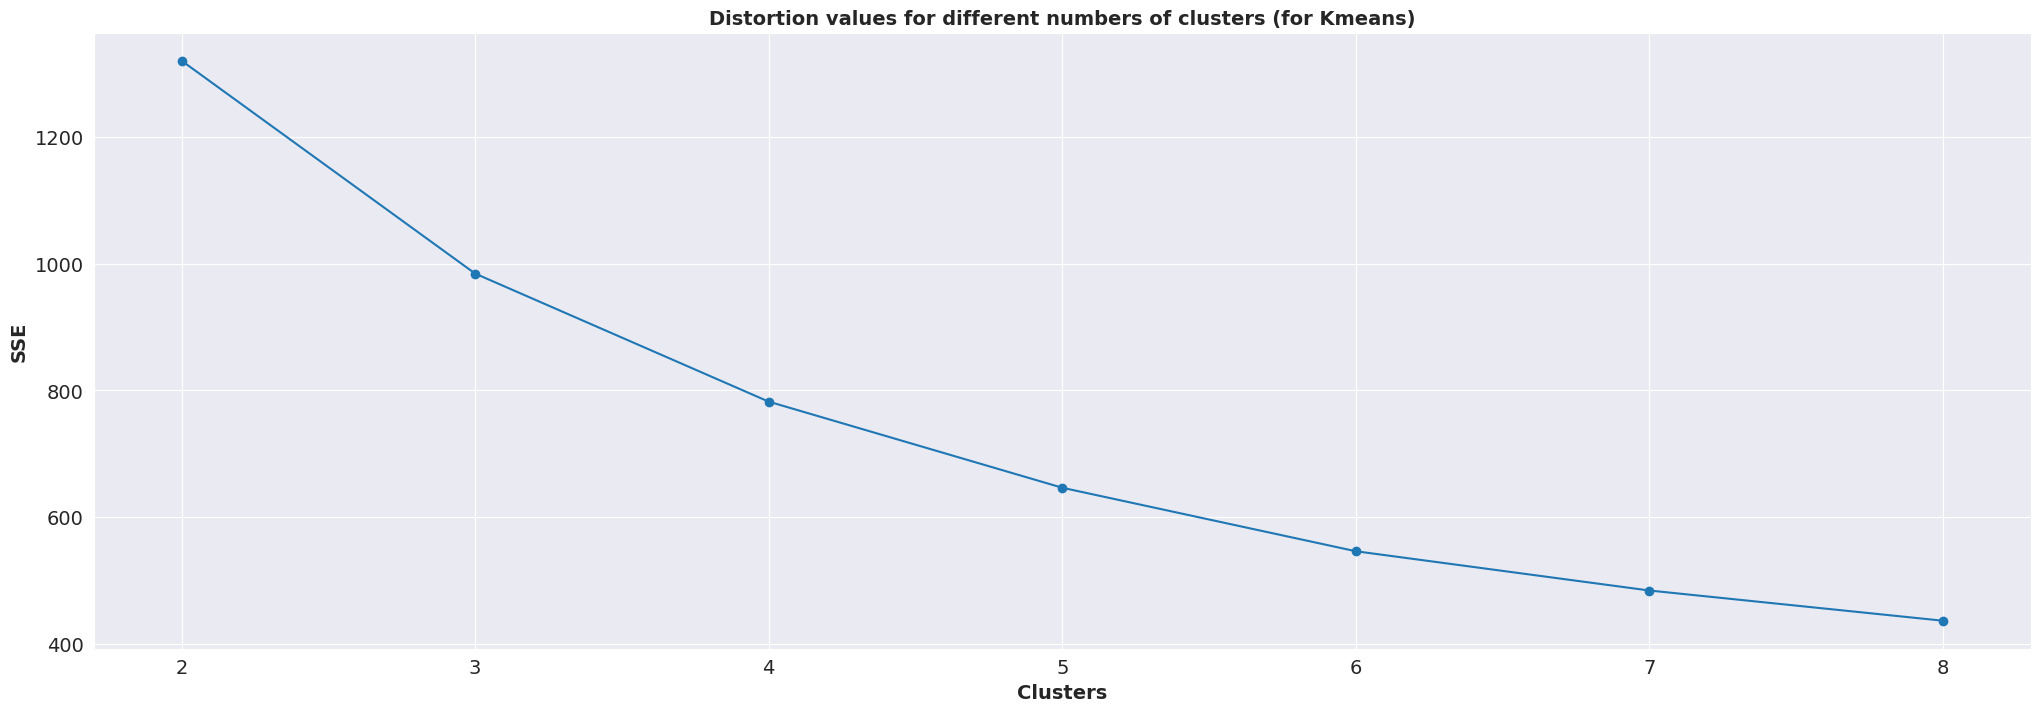 Distortion values for different numbers of clusters (for Kmeans)
1200
1000
800
600
400
SSE
2 3 4 5 6 7 8
Clusters